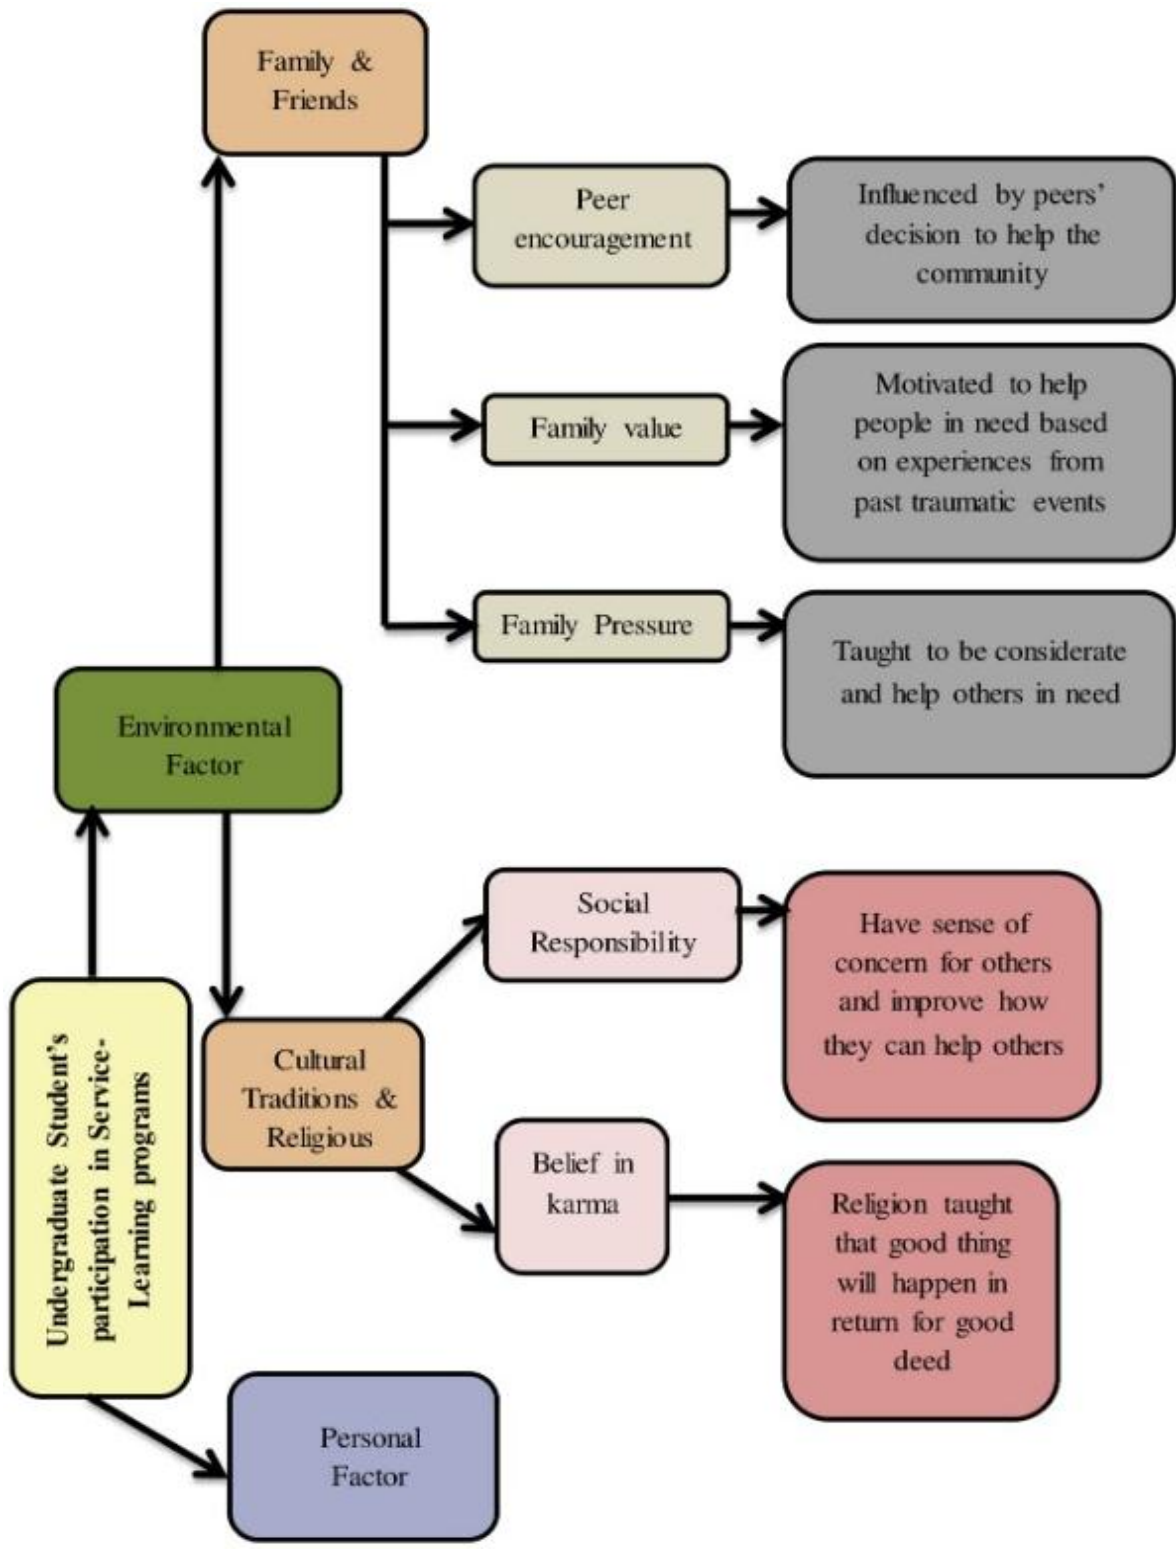 Family &
Friends
Peer
encouragement
Influenced by peers'
decision to help the
community
Family value
Motivated to help
people in need based
on experiences from
past traumatic events
Family Pressure
Taught to be considerate
and help others in need
Environmental
Factor
Undergraduate Student's
participation in Service-
Learning programs
Cultural
Traditions &
Religious
Social
Responsibility
Have sense of
concern for others
and improve how
they can help others
Belief in
karma
Religion taught
that good thing
will happen in
return for good
deed
Personal
Factor